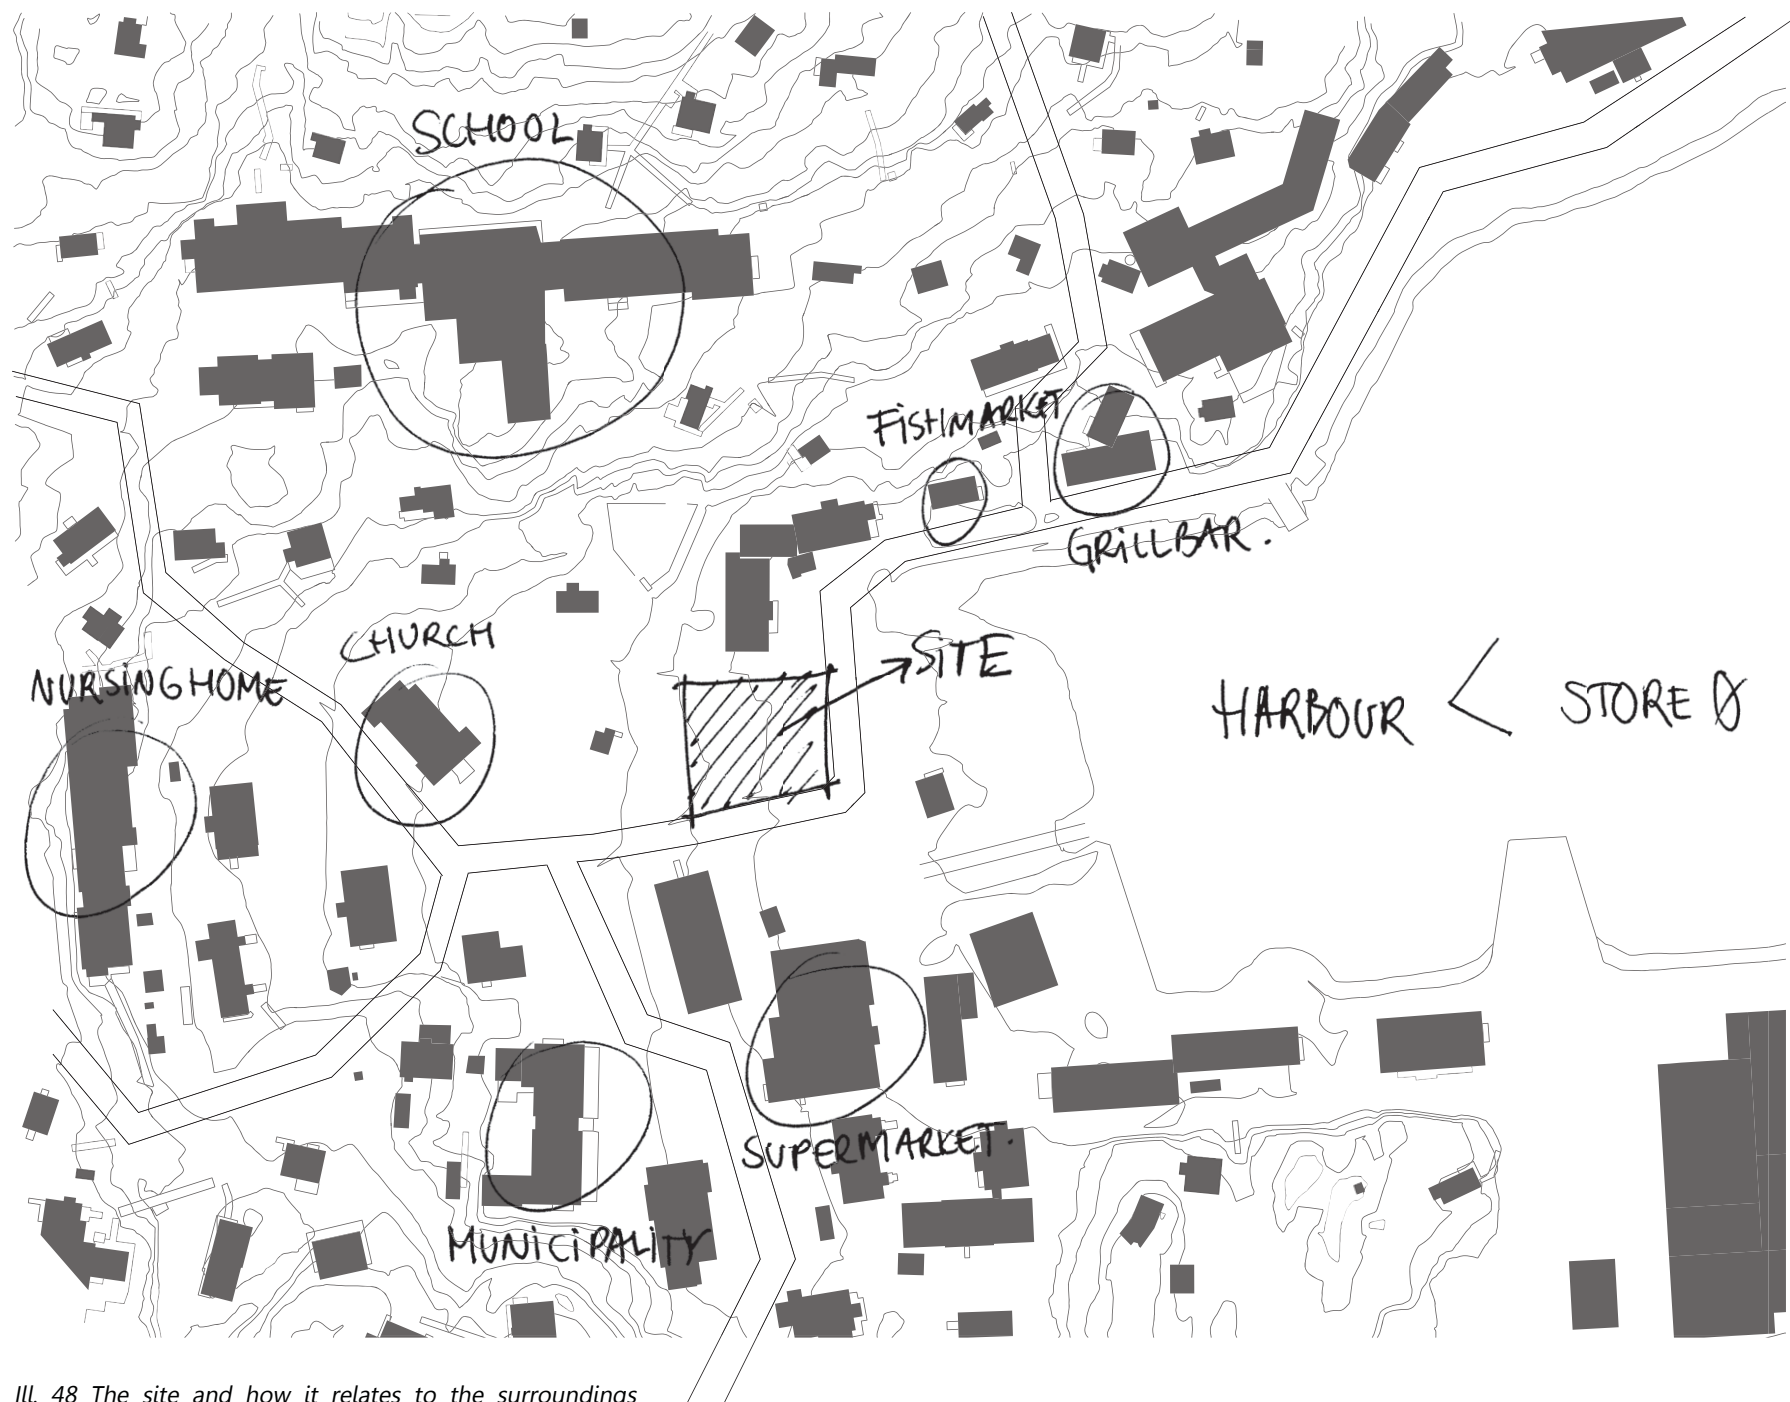 SCHOOL
FISHMARKET
GRILLBAR.
CHURCH
SITE
NURSINGHOME
HARBOUR < STORE Ø
SUPERMARKET.
MUNICIPALITY
Ill. 48 The site and how it relates to the surroundings